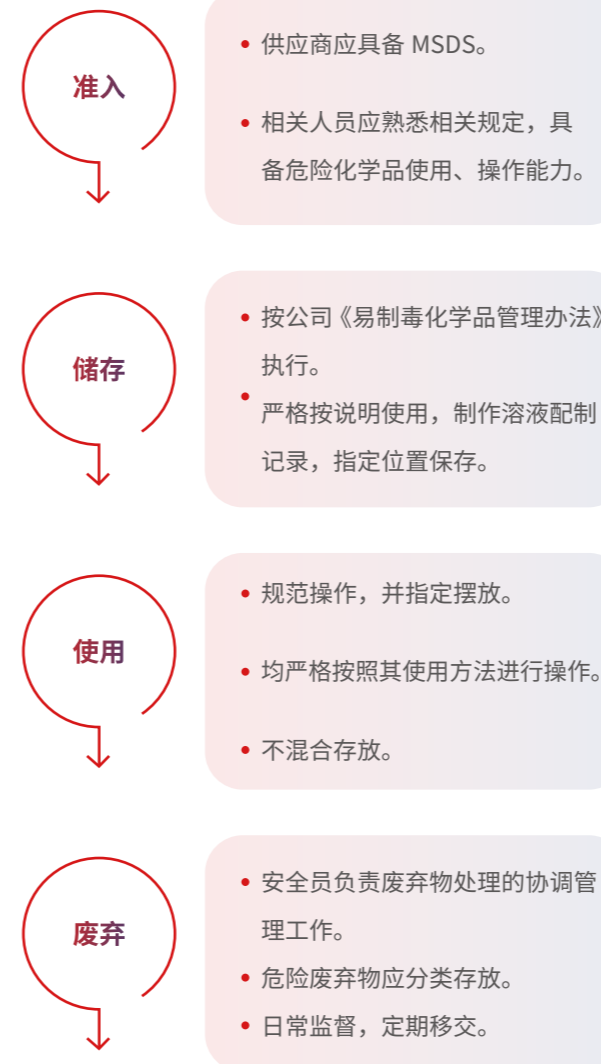 准入
供应商应具备 MSDS。
相关人员应熟悉相关规定，具
备危险化学品使用、操作能力。
储存
按公司《易制毒化学品管理办法》
执行。
严格按说明使用，制作溶液配制
记录，指定位置保存。
使用
规范操作，并指定摆放。
均严格按照其使用方法进行操作。
不混合存放。
废弃
安全员负责废弃物处理的协调管
理工作。
危险废弃物应分类存放。
日常监督，定期移交。